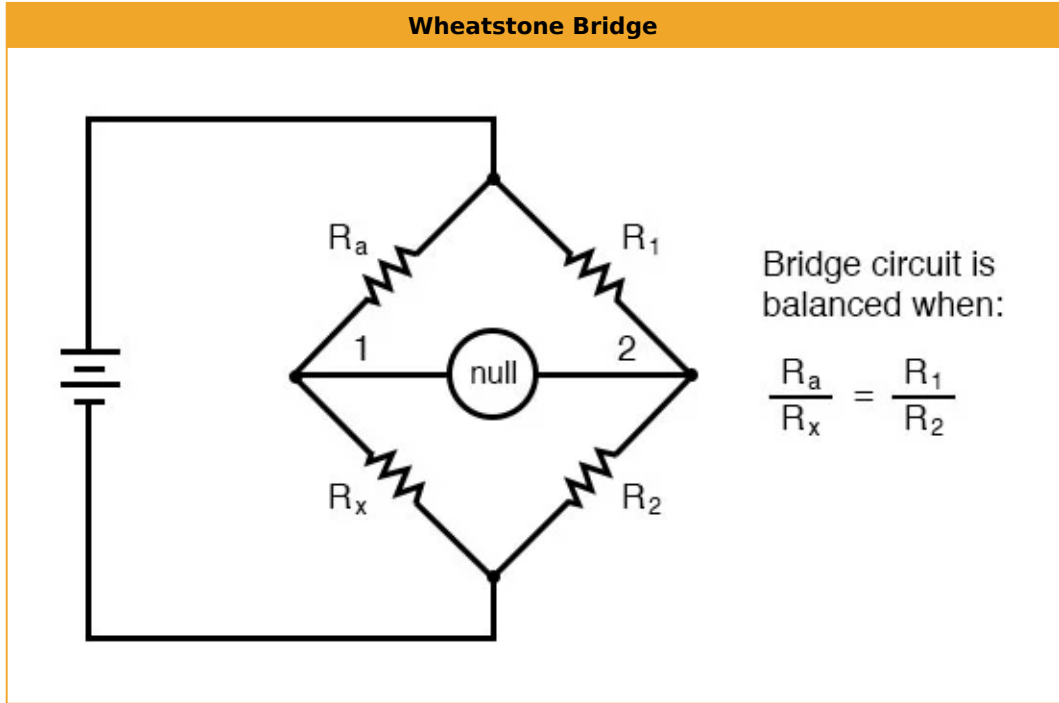 Wheatstone Bridge
Rₐ
R₁
1
2
null
Rₓ
R₂
Bridge circuit is
balanced when:
Rₐ R₁
=
Rₓ R₂